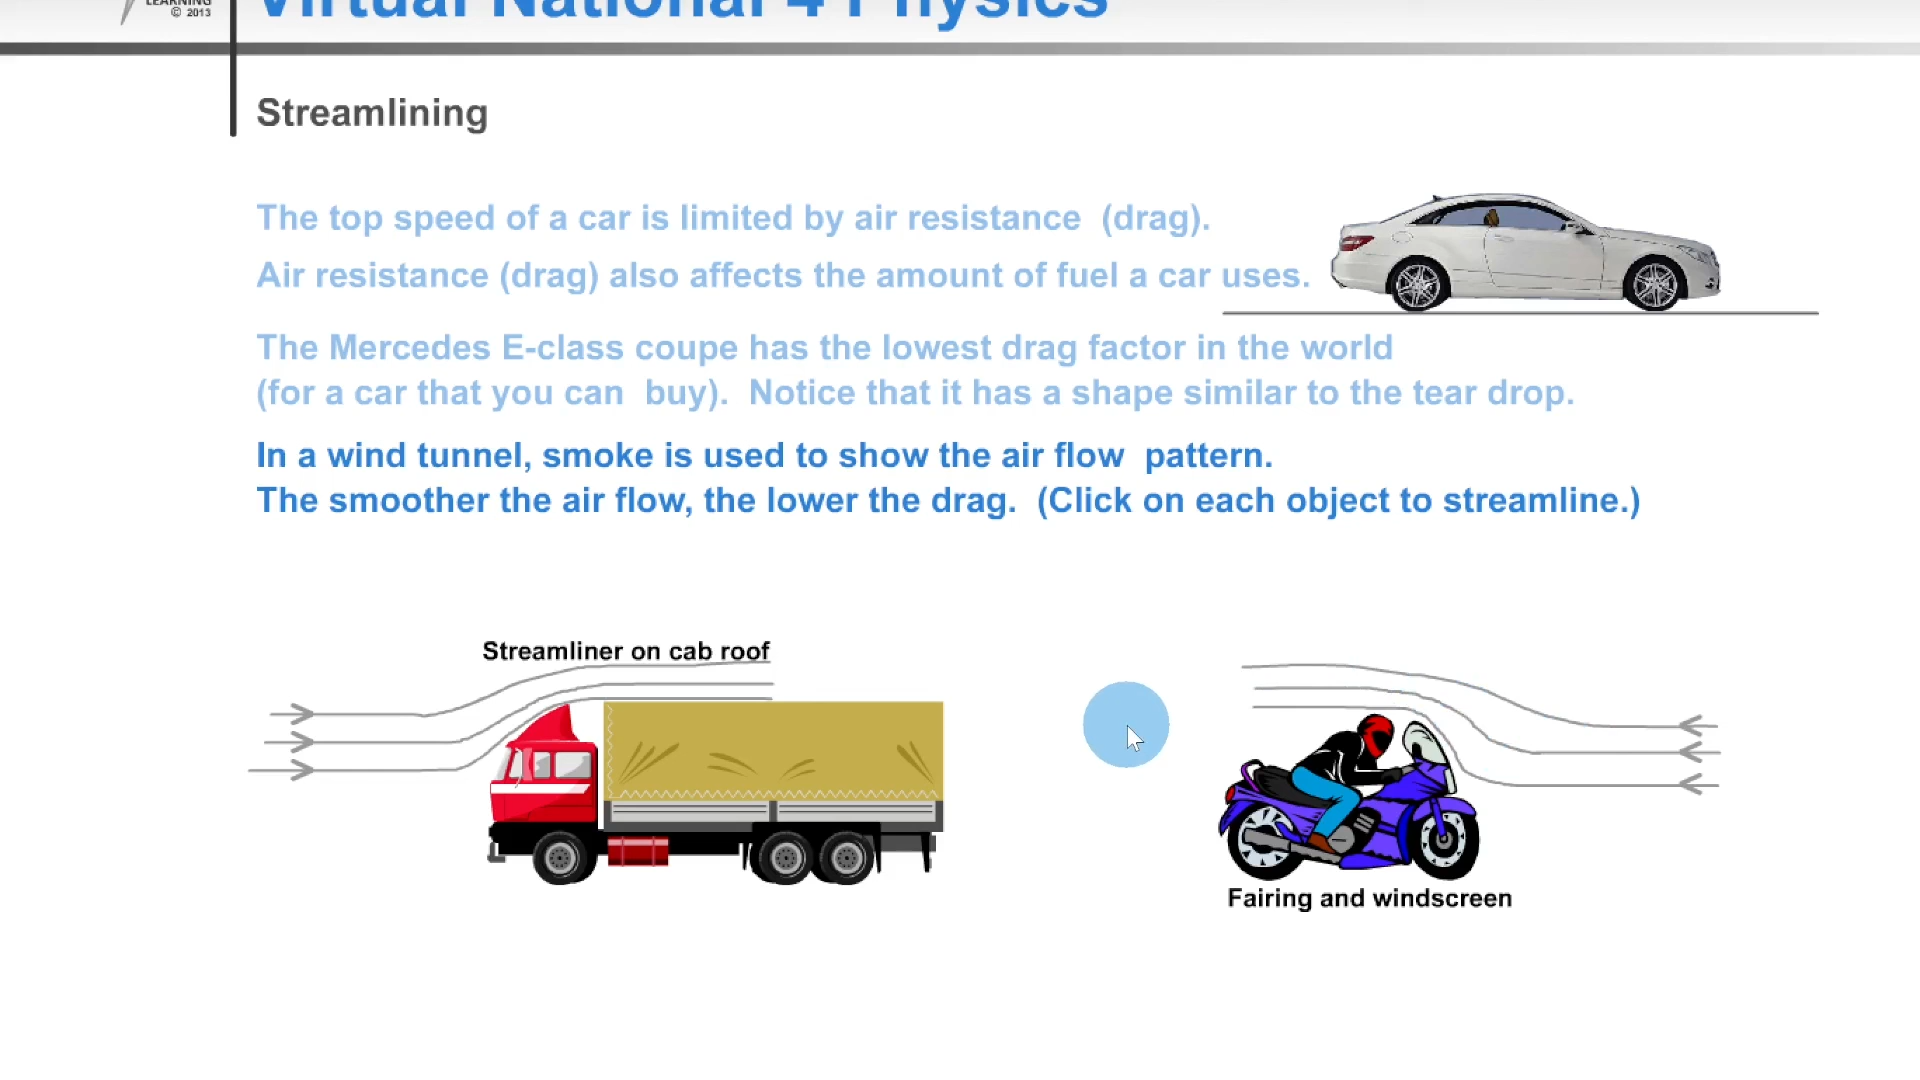 LEARNING
© 2013
Virtual National 4 Physics
Streamlining
The top speed of a car is limited by air resistance (drag).
Air resistance (drag) also affects the amount of fuel a car uses.
The Mercedes E-class coupe has the lowest drag factor in the world
(for a car that you can buy). Notice that it has a shape similar to the tear drop.
In a wind tunnel, smoke is used to show the air flow pattern.
The smoother the air flow, the lower the drag. (Click on each object to streamline.)
Streamliner on cab roof
Fairing and windscreen